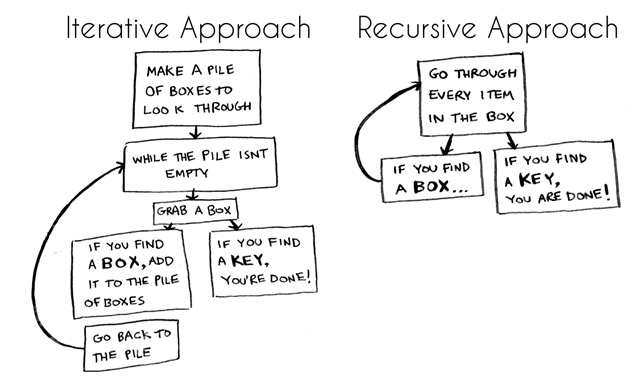 Iterative Approach
MAKE A PILE
OF BOXES TO
LOOK THROUGH
WHILE THE PILE ISNT
EMPTY
GRAB A BOX
IF YOU FIND
A BOX, ADD
IT TO THE PILE
OF BOXES
IF YOU FIND
A KEY,
YOU'RE DONE!
GO BACK TO
THE PILE
Recursive Approach
GO THROUGH
EVERY ITEM
IN THE BOX
IF YOU FIND
A BOX...
IF YOU FIND
A KEY,
YOU ARE DONE!